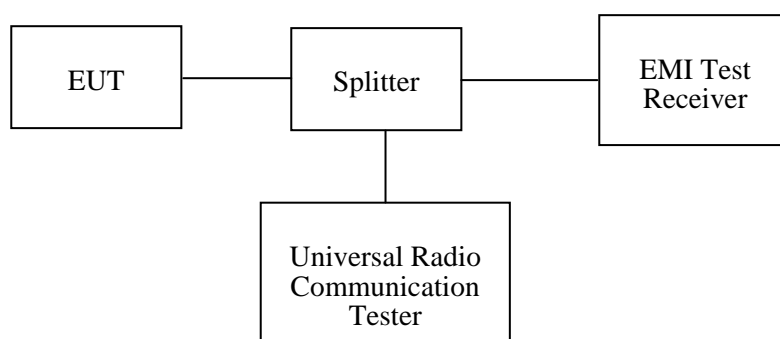 EUT
Splitter
EMI Test
Receiver
Universal Radio
Communication
Tester